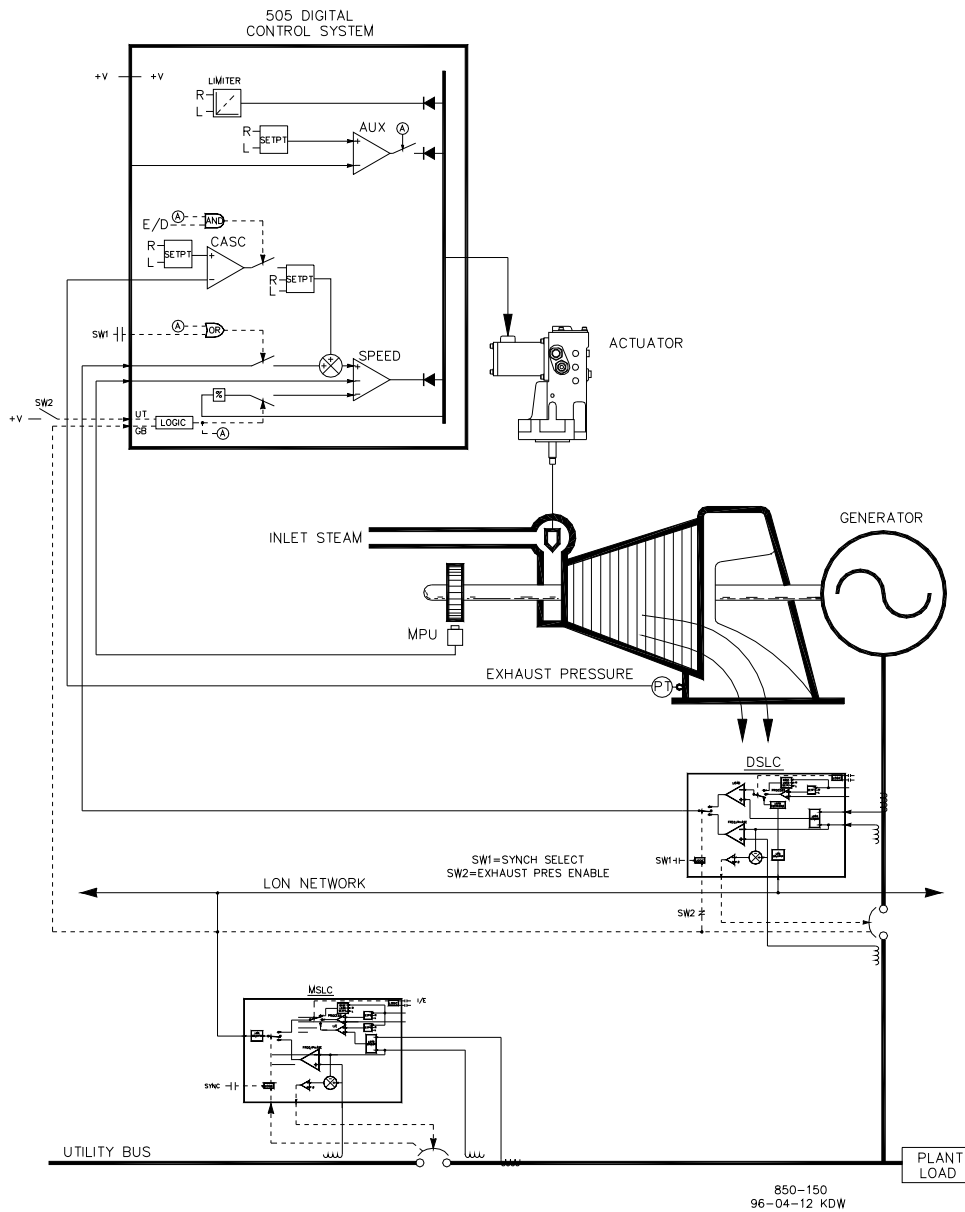 505 DIGITAL
CONTROL SYSTEM
+V
+V
LIMITER
R
L
AUX
A
R
L
SETPT
E/D
A
AND
CASC
R
L
SETPT
R
L
SETPT
SW1
A
OR
SPEED
+V
SW2
UT
GB
LOGIC
%
A
ACTUATOR
INLET STEAM
GENERATOR
MPU
EXHAUST PRESSURE
PT
DSLC
SW1
SW1=SYNCH SELECT
SW2=EXHAUST PRES ENABLE
LON NETWORK
SW2
MSLC
I/E
SYNC
UTILITY BUS
PLANT
LOAD
850-150
96-04-12 KDW